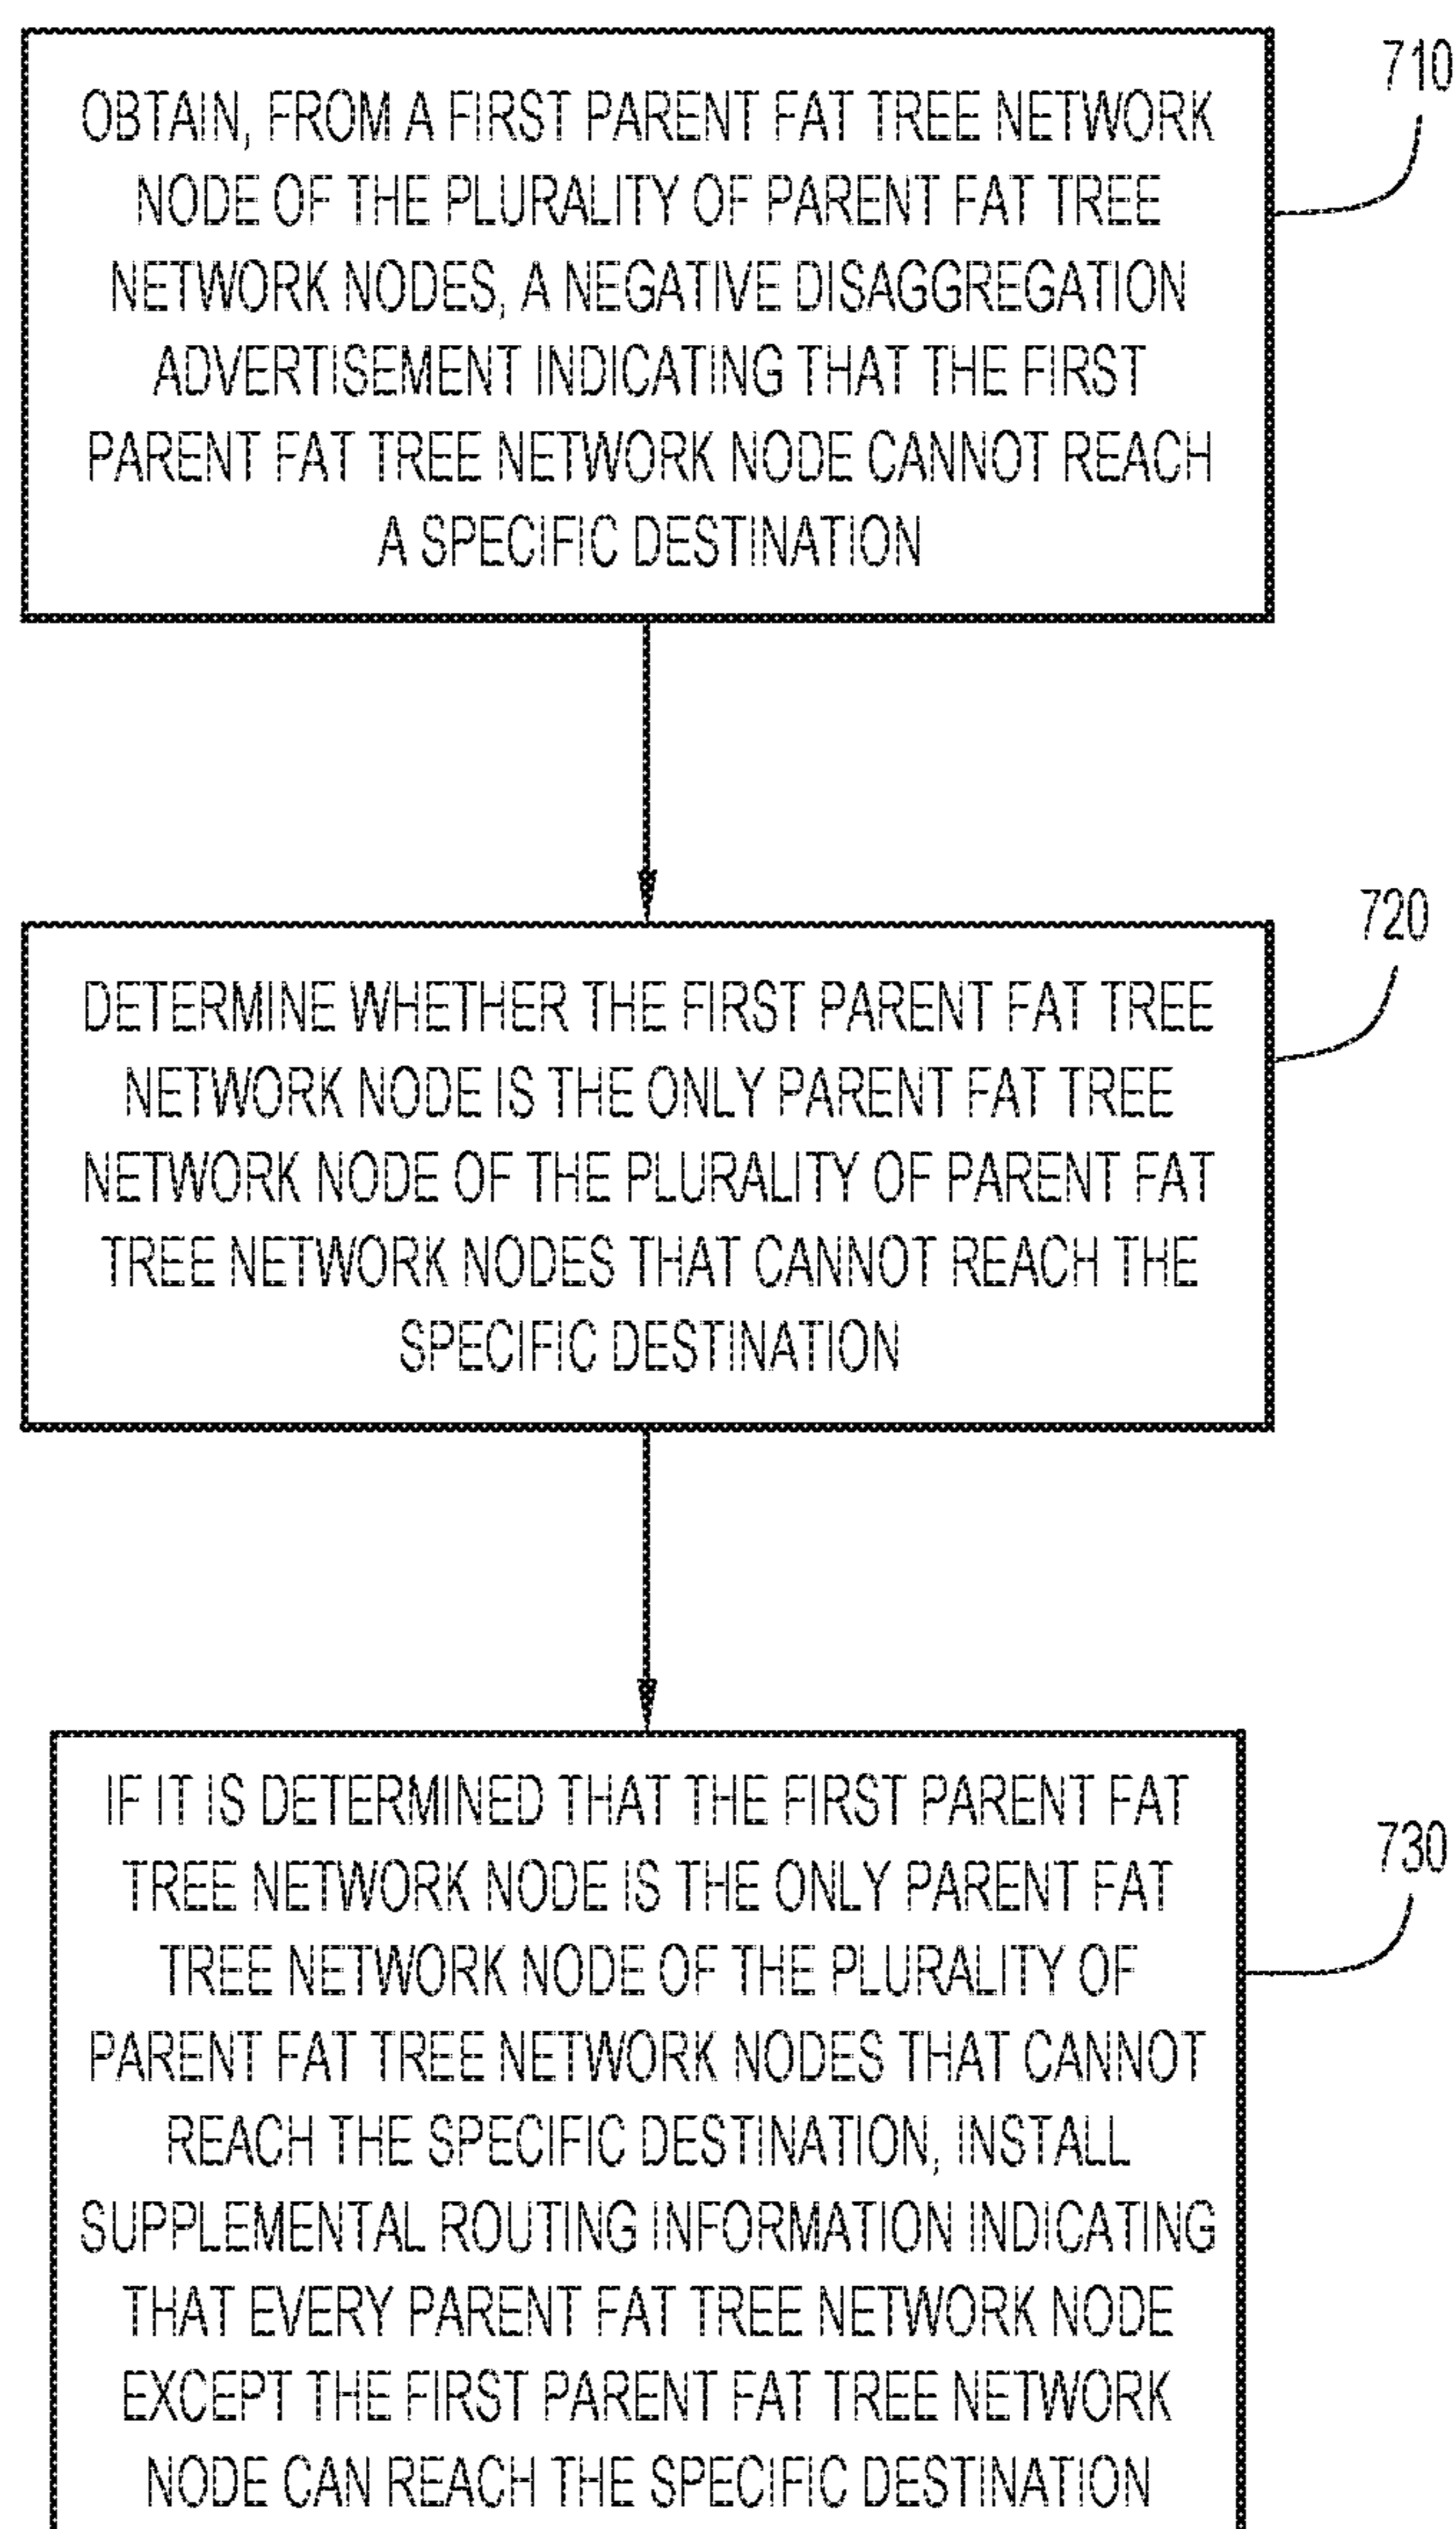 OBTAIN, FROM A FIRST PARENT FAT TREE NETWORK
NODE OF THE PLURALITY OF PARENT FAT TREE
NETWORK NODES, A NEGATIVE DISAGGREGATION
ADVERTISEMENT INDICATING THAT THE FIRST
PARENT FAT TREE NETWORK NODE CANNOT REACH
A SPECIFIC DESTINATION
710
DETERMINE WHETHER THE FIRST PARENT FAT TREE
NETWORK NODE IS THE ONLY PARENT FAT TREE
NETWORK NODE OF THE PLURALITY OF PARENT FAT
TREE NETWORK NODES THAT CANNOT REACH THE
SPECIFIC DESTINATION
720
IF IT IS DETERMINED THAT THE FIRST PARENT FAT
TREE NETWORK NODE IS THE ONLY PARENT FAT
TREE NETWORK NODE OF THE PLURALITY OF
PARENT FAT TREE NETWORK NODES THAT CANNOT
REACH THE SPECIFIC DESTINATION, INSTALL
SUPPLEMENTAL ROUTING INFORMATION INDICATING
THAT EVERY PARENT FAT TREE NETWORK NODE
EXCEPT THE FIRST PARENT FAT TREE NETWORK
NODE CAN REACH THE SPECIFIC DESTINATION
730